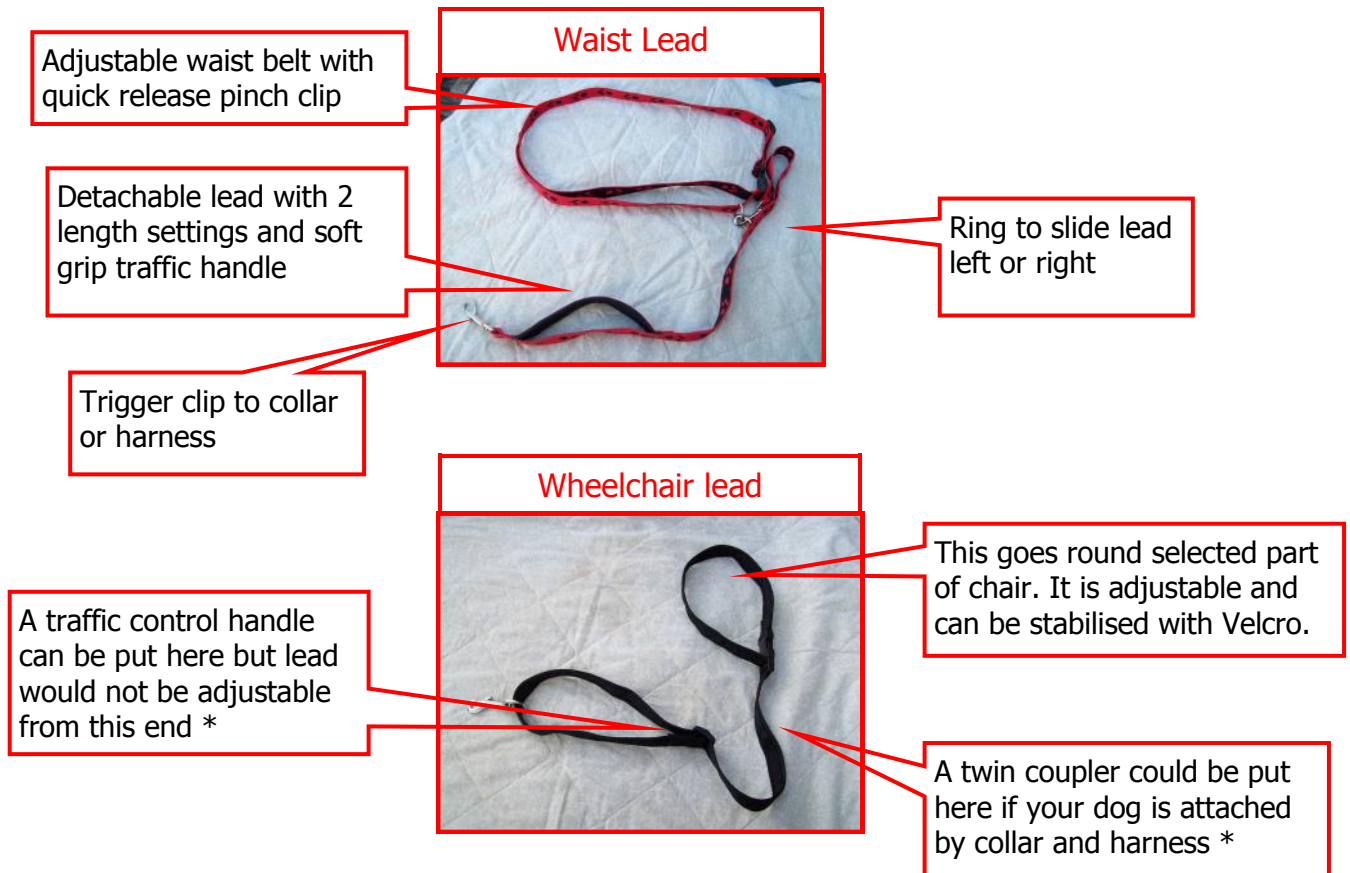 Waist Lead
Adjustable waist belt with
quick release pinch clip
Detachable lead with 2
length settings and soft
grip traffic handle
Ring to slide lead
left or right
Trigger clip to collar
or harness
Wheelchair lead
This goes round selected part
of chair. It is adjustable and
can be stabilised with Velcro.
A traffic control handle
can be put here but lead
would not be adjustable
from this end *
A twin coupler could be put
here if your dog is attached
by collar and harness *